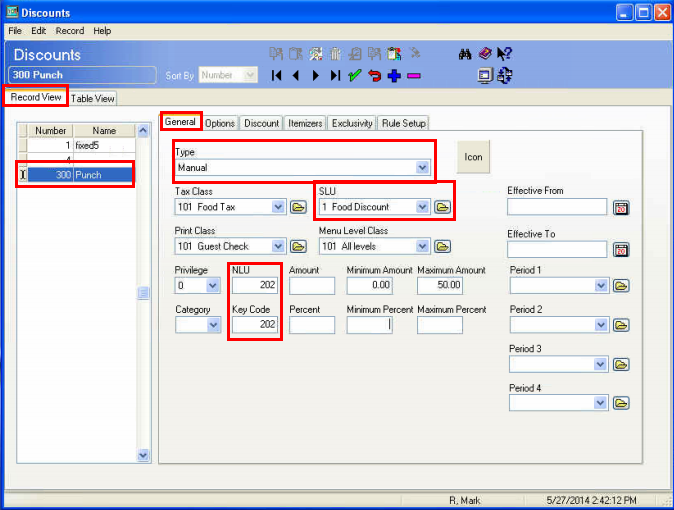 Discounts
File Edit Record Help
Discounts
300 Punch
Sort By Number
Record View Table View
Number Name
1 fixed5
4
300 Punch
General Options Discount Itemizers Exclusivity Rule Setup
Type
Manual
Icon
Tax Class SLU Effective From
101 Food Tax 1 Food Discount
Print Class Menu Level Class Effective To
101 Guest Check 101 All levels
Privilege NLU Amount Minimum Amount Maximum Amount Period 1
0 202 0.00 50.00
Category Key Code Percent Minimum Percent Maximum Percent Period 2
202
Period 3
Period 4
R, Mark 5/27/2014 2:42:12 PM